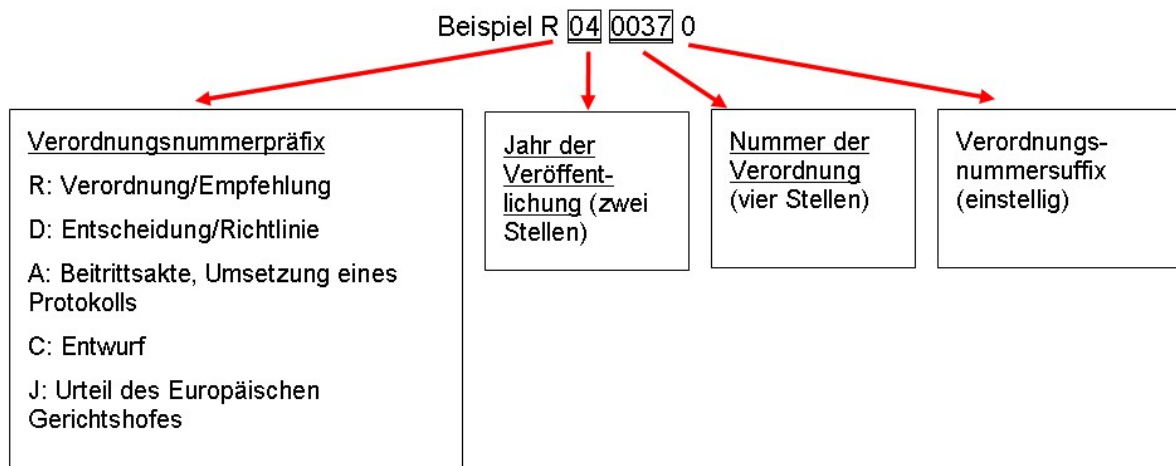 Beispiel R 04 0037 0
Verordnungsnummerpräfix
R: Verordnung/Empfehlung
D: Entscheidung/Richtlinie
A: Beitrittsakte, Umsetzung eines
Protokolls
C: Entwurf
J: Urteil des Europäischen
Gerichtshofes
Jahr der
Veröffent-
lichung (zwei
Stellen)
Nummer der
Verordnung
(vier Stellen)
Verordnungs-
nummersuffix
(einstellig)